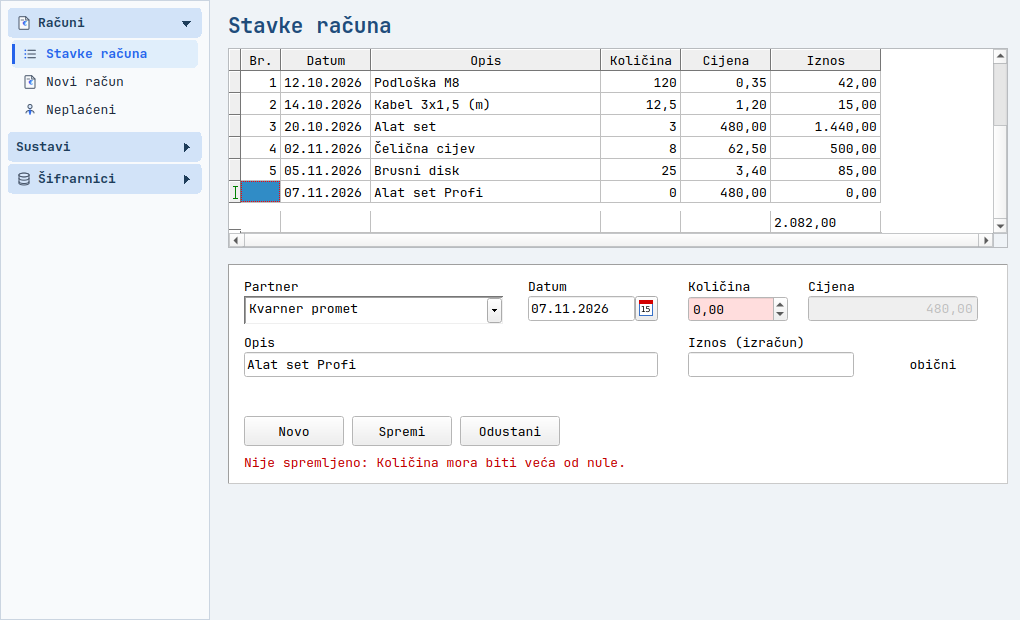 Računi
Stavke računa
Novi račun
Neplaćeni
Sustavi
Šifrarnici
Stavke računa
Br. Datum Opis Količina Cijena Iznos
1 12.10.2026 Podloška M8 120 0,35 42,00
2 14.10.2026 Kabel 3x1,5 (m) 12,5 1,20 15,00
3 20.10.2026 Alat set 3 480,00 1.440,00
4 02.11.2026 Čelična cijev 8 62,50 500,00
5 05.11.2026 Brusni disk 25 3,40 85,00
07.11.2026 Alat set Profi 0 480,00 0,00
2.082,00
Partner Datum Količina Cijena
Kvarner promet 07.11.2026 15 0,00 480,00
Opis Iznos (izračun)
Alat set Profi obični
Novo Spremi Odustani
Nije spremljeno: Količina mora biti veća od nule.